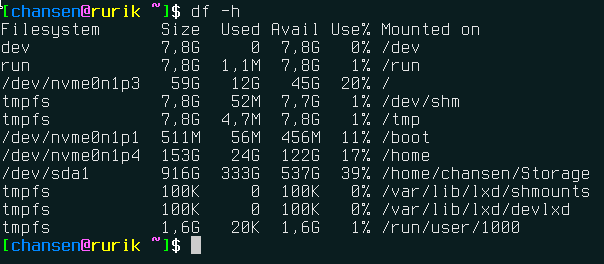 [chansen@rurik ~]$ df -h
Filesystem      Size  Used Avail Use% Mounted on
dev             7,8G     0  7,8G   0% /dev
run             7,8G  1,1M  7,8G   1% /run
/dev/nvme0n1p3   59G   12G   45G  20% /
tmpfs           7,8G   52M  7,7G   1% /dev/shm
tmpfs           7,8G  4,7M  7,8G   1% /tmp
/dev/nvme0n1p1  511M   56M  456M  11% /boot
/dev/nvme0n1p4  153G   24G  122G  17% /home
/dev/sda1       916G  333G  537G  39% /home/chansen/Storage
tmpfs           100K     0  100K   0% /var/lib/lxd/shmounts
tmpfs           100K     0  100K   0% /var/lib/lxd/devlxd
tmpfs           1,6G   20K  1,6G   1% /run/user/1000
[chansen@rurik ~]$